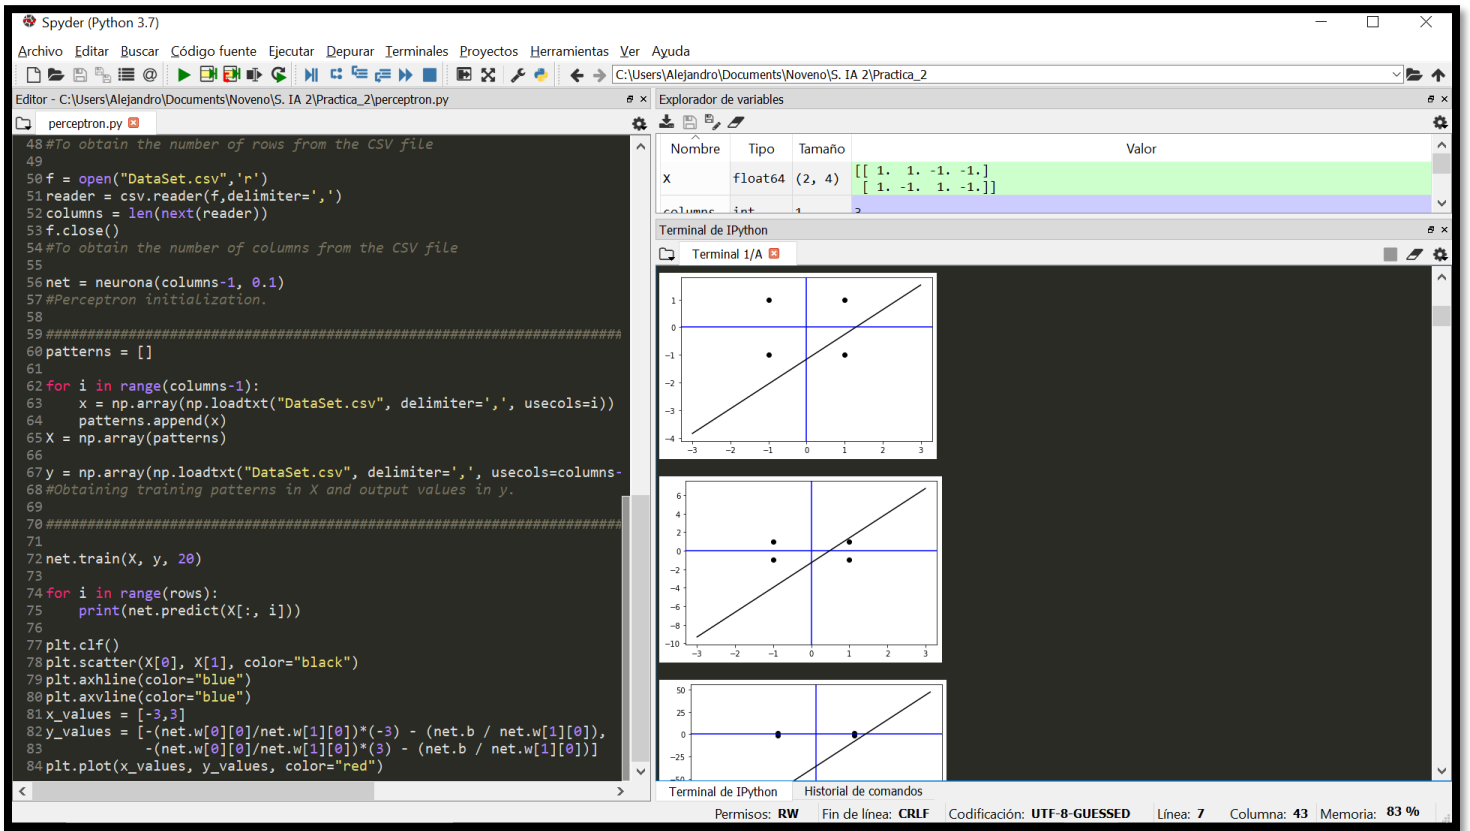 Spyder (Python 3.7)
Archivo Editar Buscar Código fuente Ejecutar Depurar Terminales Proyectos Herramientas Ver Ayuda
C:\Users\Alejandro\Documents\Noveno\S. IA 2\Practica_2
Editor - C:\Users\Alejandro\Documents\Noveno\S. IA 2\Practica_2\perceptron.py
perceptron.py
48 #To obtain the number of rows from the CSV file
49
50 f = open("DataSet.csv",'r')
51 reader = csv.reader(f,delimiter=',')
52 columns = len(next(reader))
53 f.close()
54 #To obtain the number of columns from the CSV file
55
56 net = neurona(columns-1, 0.1)
57 #Perceptron initialization.
58
59 ######################################################################
60 patterns = []
61
62 for i in range(columns-1):
63     x = np.array(np.loadtxt("DataSet.csv", delimiter=',', usecols=i))
64     patterns.append(x)
65 X = np.array(patterns)
66
67 y = np.array(np.loadtxt("DataSet.csv", delimiter=',', usecols=columns-
68 #Obtaining training patterns in X and output values in y.
69
70 ######################################################################
71
72 net.train(X, y, 20)
73
74 for i in range(rows):
75     print(net.predict(X[:, i]))
76
77 plt.clf()
78 plt.scatter(X[0], X[1], color="black")
79 plt.axhline(color="blue")
80 plt.axvline(color="blue")
81 x_values = [-3,3]
82 y_values = [-(net.w[0][0]/net.w[1][0])*(-3) - (net.b / net.w[1][0]),
83             -(net.w[0][0]/net.w[1][0])*(3) - (net.b / net.w[1][0])]
84 plt.plot(x_values, y_values, color="red")
Explorador de variables
Nombre Tipo Tamaño Valor
X float64 (2, 4) [[ 1.  1. -1. -1.]
[ 1. -1.  1. -1.]]
columns int 1 3
Terminal de IPython
Terminal 1/A
1
0
−1
−2
−3
−4
−3 −2 −1 0 1 2 3
6
4
2
0
−2
−4
−6
−8
−10
−3 −2 −1 0 1 2 3
50
25
0
−25
−50
Terminal de IPython Historial de comandos
Permisos: RW Fin de línea: CRLF Codificación: UTF-8-GUESSED Línea: 7 Columna: 43 Memoria: 83 %